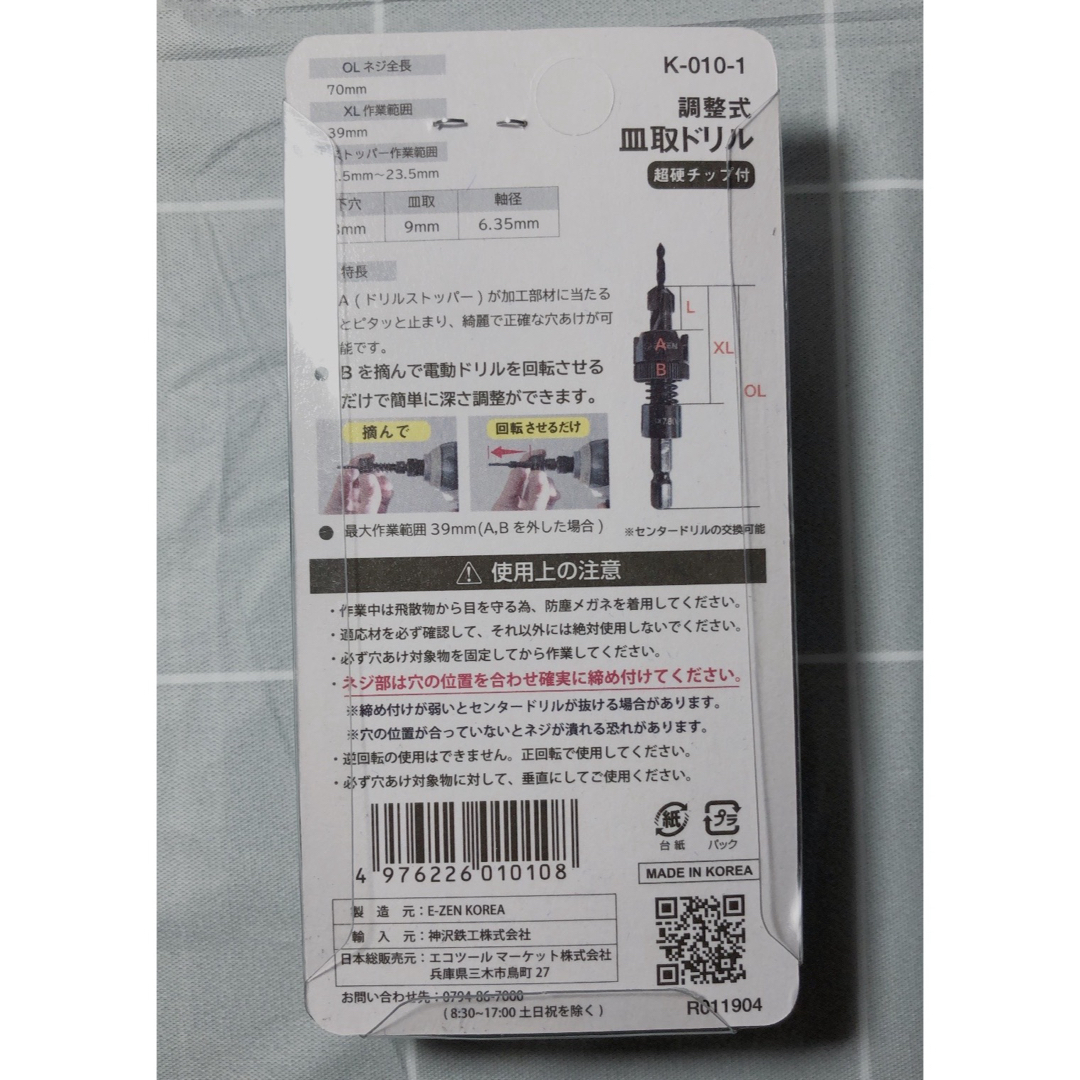 K-010-1
調整式
皿取ドリル
超硬チップ付
OLネジ全長
70mm
XL作業範囲
39mm
ストッパー作業範囲
.5mm～23.5mm
下穴 皿取 軸径
3mm 9mm 6.35mm
特長
A(ドリルストッパー)が加工部材に当たる
とピタッと止まり、綺麗で正確な穴あけが可
能です。
Bを摘んで電動ドリルを回転させる
だけで簡単に深さ調整ができます。
摘んで
回転させるだけ
L
A
B
XL
OL
●最大作業範囲39mm(A,Bを外した場合)
※センタードリルの交換可能
使用上の注意
・作業中は飛散物から目を守る為、防塵メガネを着用してください。
・適応材を必ず確認して、それ以外には絶対使用しないでください。
・必ず穴あけ対象物を固定してから作業してください。
・ネジ部は穴の位置を合わせ確実に締め付けてください。
※締め付けが弱いとセンタードリルが抜ける場合があります。
※穴の位置が合っていないとネジが潰れる恐れがあります。
・逆回転の使用はできません。正回転で使用してください。
・必ず穴あけ対象物に対して、垂直にしてご使用ください。
4 976226 010108
紙
台紙
プラ
パック
MADE IN KOREA
製造元：E-ZEN KOREA
輸入元：神沢鉄工株式会社
日本総販売元：エコツール マーケット株式会社
兵庫県三木市鳥町27
お問い合わせ先：0794-86-7000
(8:30~17:00 土日祝を除く)
R011904